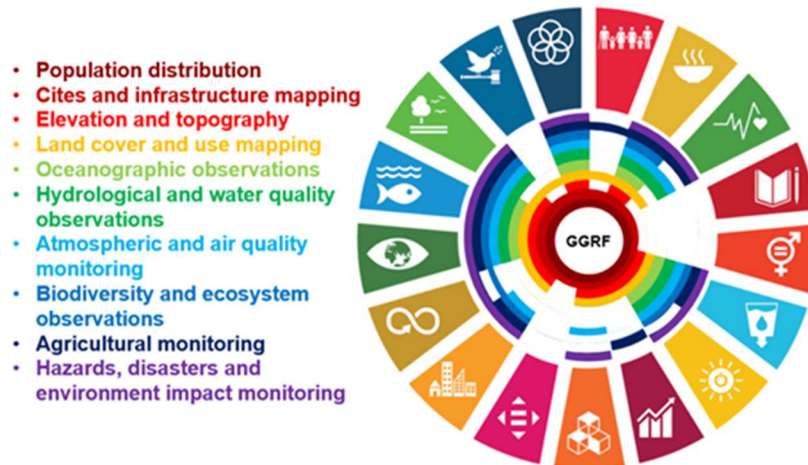 • Population distribution
• Cites and infrastructure mapping
• Elevation and topography
• Land cover and use mapping
• Oceanographic observations
• Hydrological and water quality
observations
• Atmospheric and air quality
monitoring
• Biodiversity and ecosystem
observations
• Agricultural monitoring
• Hazards, disasters and
environment impact monitoring
GGRF